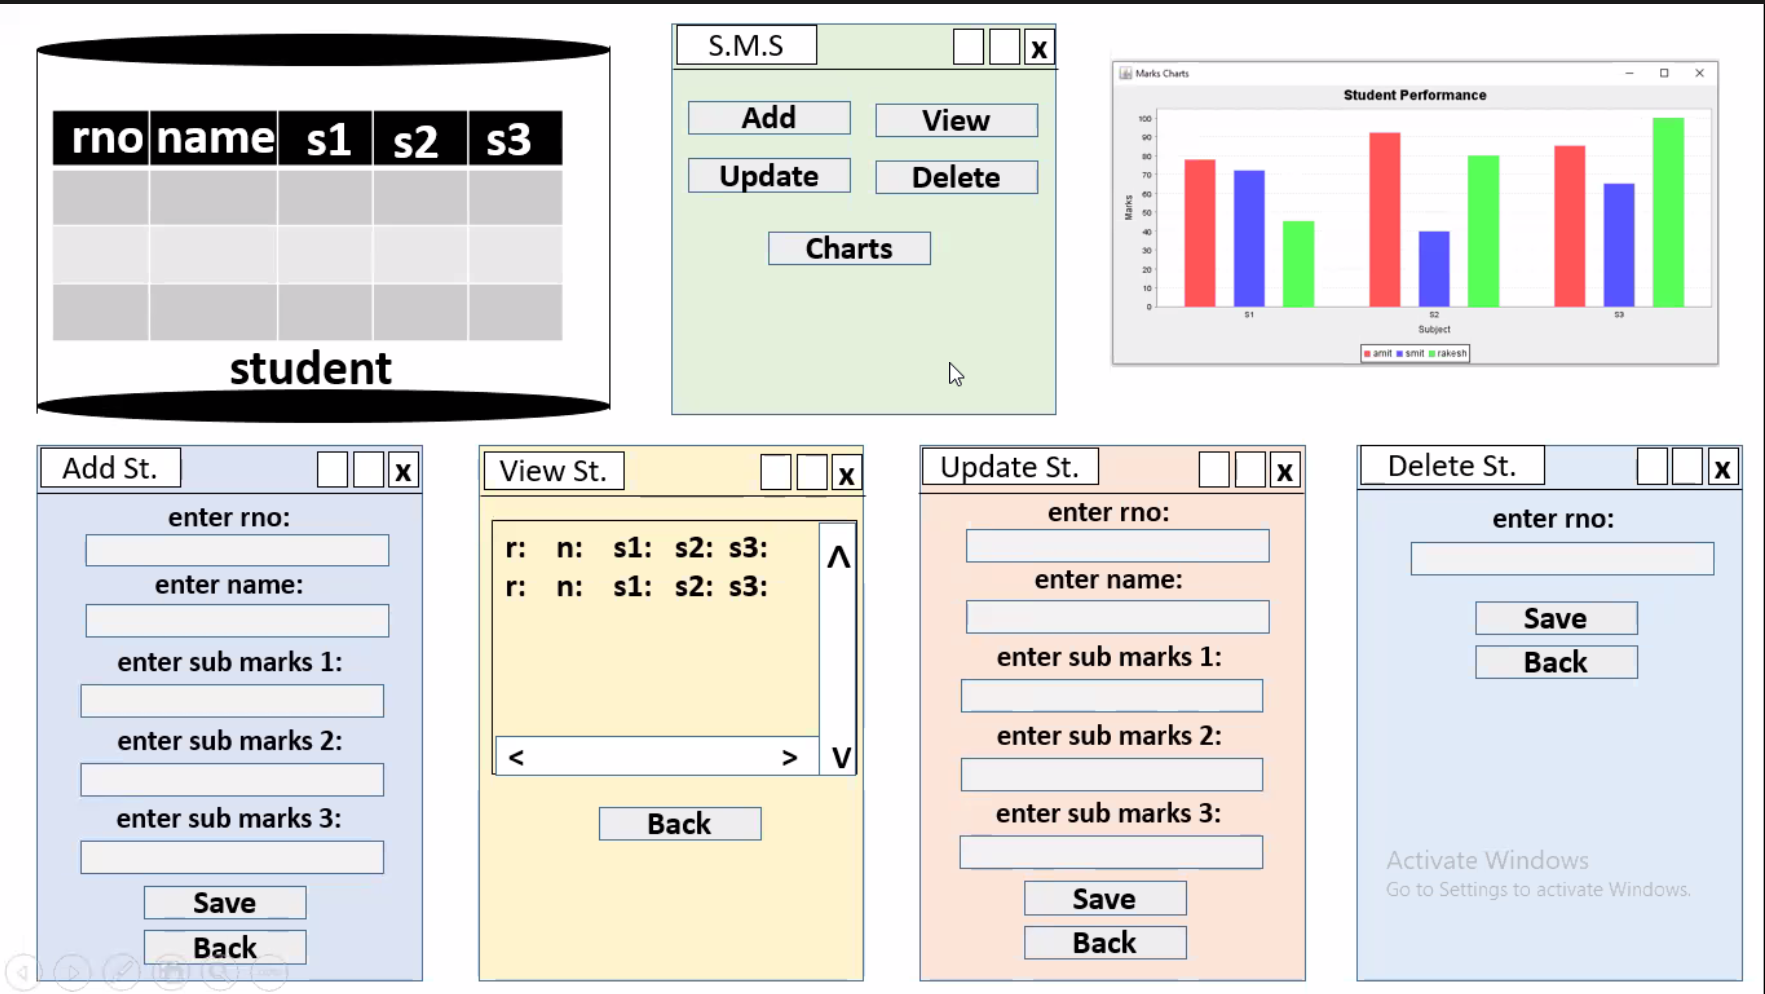 rno name s1 s2 s3
student
S.M.S x
Add View
Update Delete
Charts
Marks Charts
Student Performance
100
90
80
70
60
50
40
30
20
10
0
Marks
S1 S2 S3
Subject
amit smit rakesh
Add St. x
enter rno:
enter name:
enter sub marks 1:
enter sub marks 2:
enter sub marks 3:
Save
Back
View St. x
r: n: s1: s2: s3:
r: n: s1: s2: s3:
< >
Back
Update St. x
enter rno:
enter name:
enter sub marks 1:
enter sub marks 2:
enter sub marks 3:
Save
Back
Delete St. x
enter rno:
Save
Back
Activate Windows
Go to Settings to activate Windows.